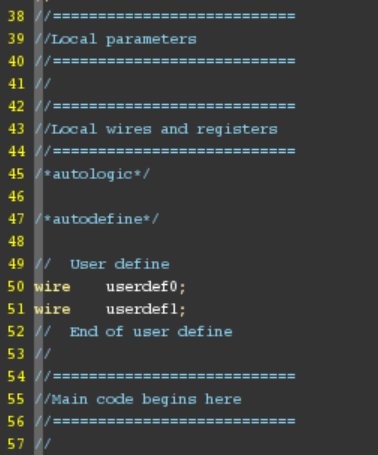 38 //===========================
39 //Local parameters
40 //===========================
41 //
42 //===========================
43 //Local wires and registers
44 //===========================
45 /*autologic*/
46
47 /*autodefine*/
48
49 //  User define
50 wire    userdef0;
51 wire    userdef1;
52 //  End of user define
53 //
54 //===========================
55 //Main code begins here
56 //===========================
57 //